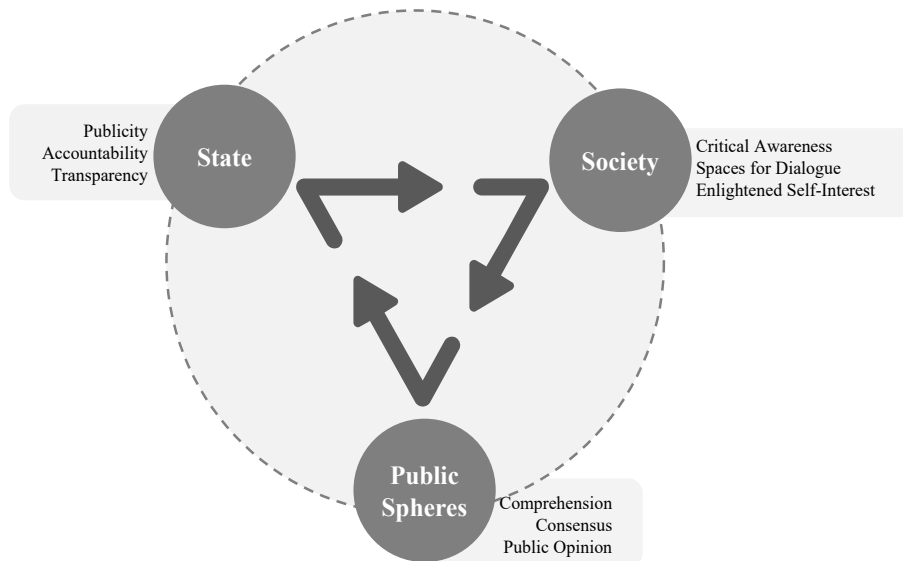 Publicity
Accountability
Transparency
State
Society
Critical Awareness
Spaces for Dialogue
Enlightened Self-Interest
Public
Spheres
Comprehension
Consensus
Public Opinion